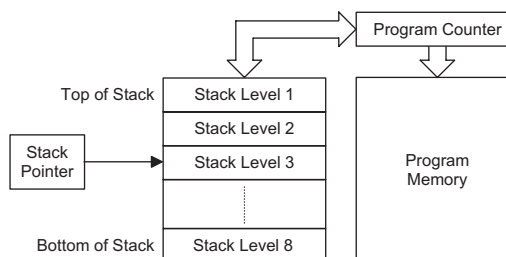 Program Counter
Top of Stack
Stack Level 1
Stack Level 2
Stack
Pointer
Stack Level 3
Program
Memory
Bottom of Stack
Stack Level 8